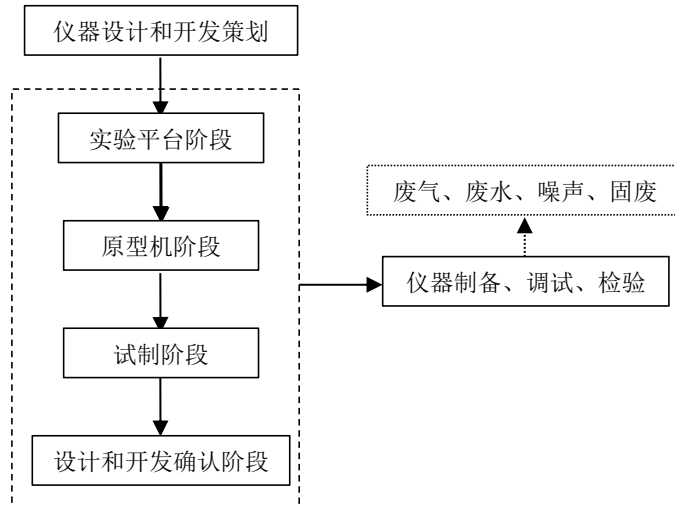 仪器设计和开发策划
实验平台阶段
废气、废水、噪声、固废
原型机阶段
仪器制备、调试、检验
试制阶段
设计和开发确认阶段